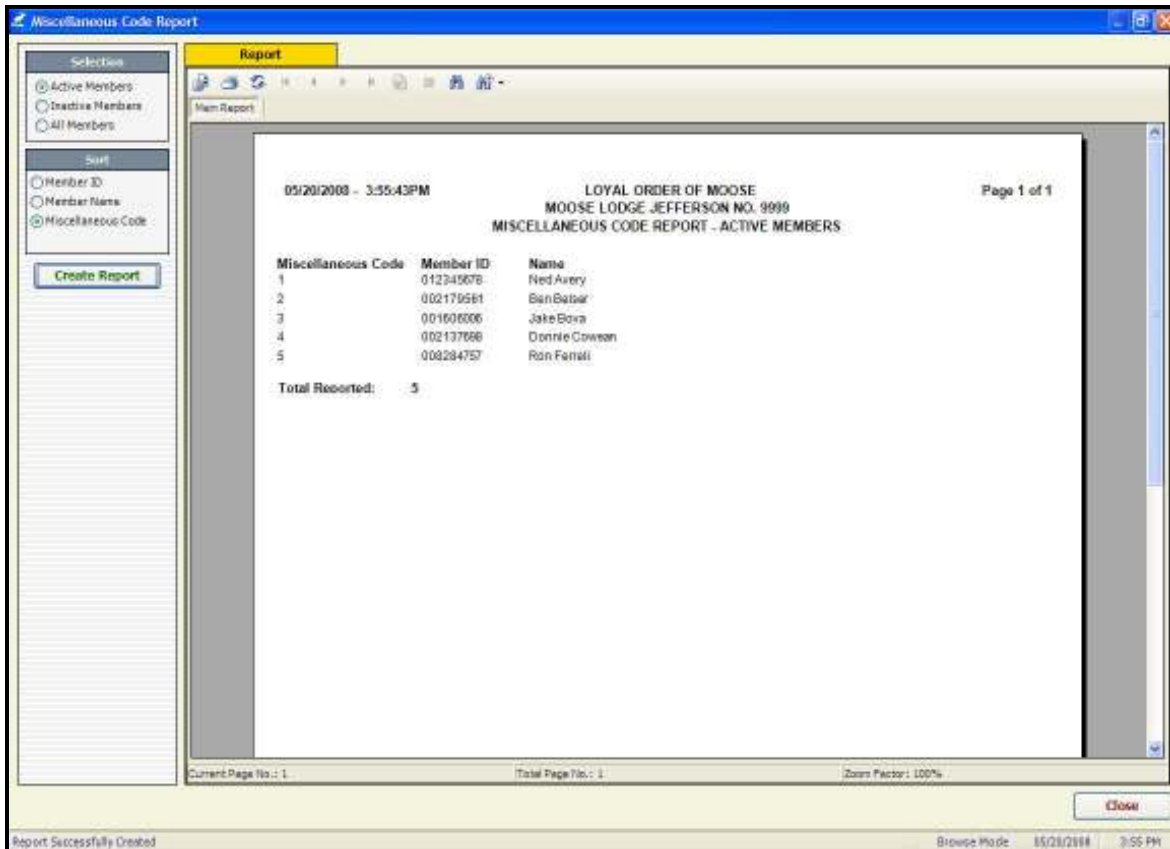 Miscellaneous Code Report
Selection
Active Members
Inactive Members
All Members
Sort
Member ID
Member Name
Miscellaneous Code
Create Report
Report
Main Report
05/20/2008 - 3:55:43PM LOYAL ORDER OF MOOSE Page 1 of 1
MOOSE LODGE JEFFERSON NO. 9999
MISCELLANEOUS CODE REPORT - ACTIVE MEMBERS
Miscellaneous Code Member ID Name
1 012345678 Ned Avery
2 002179561 Ben
3 001606006 Jake Bova
4 002137698 Donnie
5 008284757 Ron
Total Reported: 5
Current Page No.: 1 Total Page No.: 1 Zoom Factor: 100%
Close
Report Successfully Created Browse Mode 05/20/2008 3:55 PM